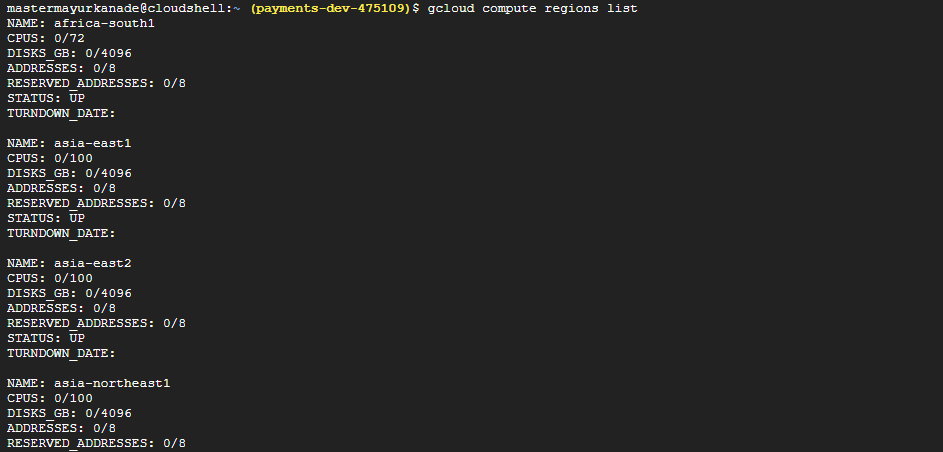 mastermayurkanade@cloudshell:~ (payments-dev-475109)$ gcloud compute regions list
NAME: africa-south1
CPUS: 0/72
DISKS_GB: 0/4096
ADDRESSES: 0/8
RESERVED_ADDRESSES: 0/8
STATUS: UP
TURNDOWN_DATE:

NAME: asia-east1
CPUS: 0/100
DISKS_GB: 0/4096
ADDRESSES: 0/8
RESERVED_ADDRESSES: 0/8
STATUS: UP
TURNDOWN_DATE:

NAME: asia-east2
CPUS: 0/100
DISKS_GB: 0/4096
ADDRESSES: 0/8
RESERVED_ADDRESSES: 0/8
STATUS: UP
TURNDOWN_DATE:

NAME: asia-northeast1
CPUS: 0/100
DISKS_GB: 0/4096
ADDRESSES: 0/8
RESERVED_ADDRESSES: 0/8